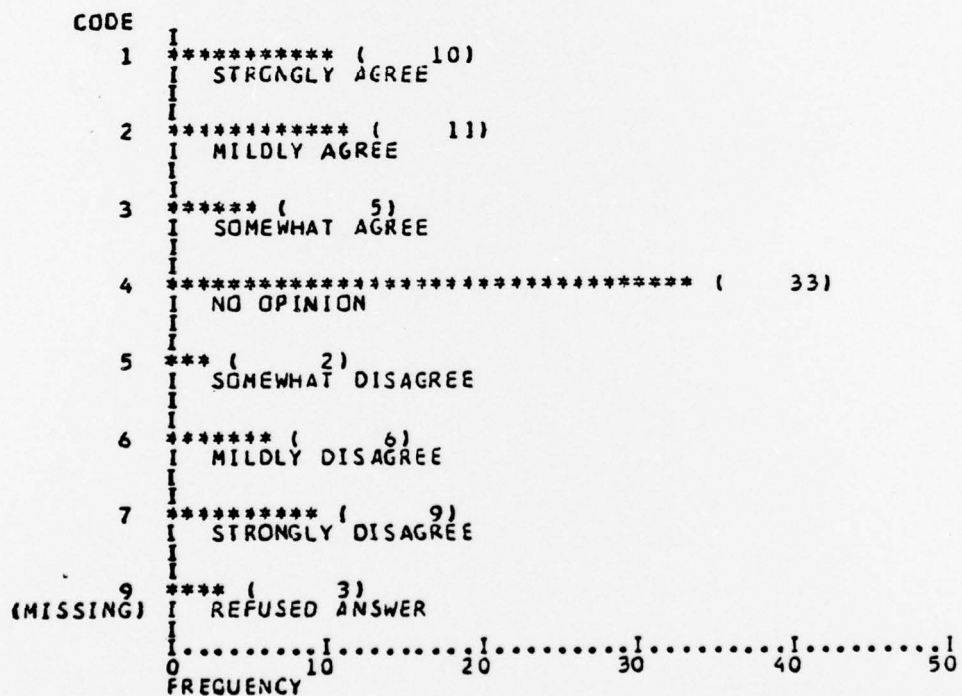 CODE
I
1 *********** ( 10)
I STRONGLY AGREE
I
I
2 ************ ( 11)
I MILDLY AGREE
I
I
3 ****** ( 5)
I SOMEWHAT AGREE
I
I
4 ********************************** ( 33)
I NO OPINION
I
I
5 *** ( 2)
I SOMEWHAT DISAGREE
I
I
6 ******* ( 6)
I MILDLY DISAGREE
I
I
7 ********** ( 9)
I STRONGLY DISAGREE
I
I
9 **** ( 3)
(MISSING) I REFUSED ANSWER
I
I.........I.........I.........I.........I.........I
0 10 20 30 40 50
FREQUENCY